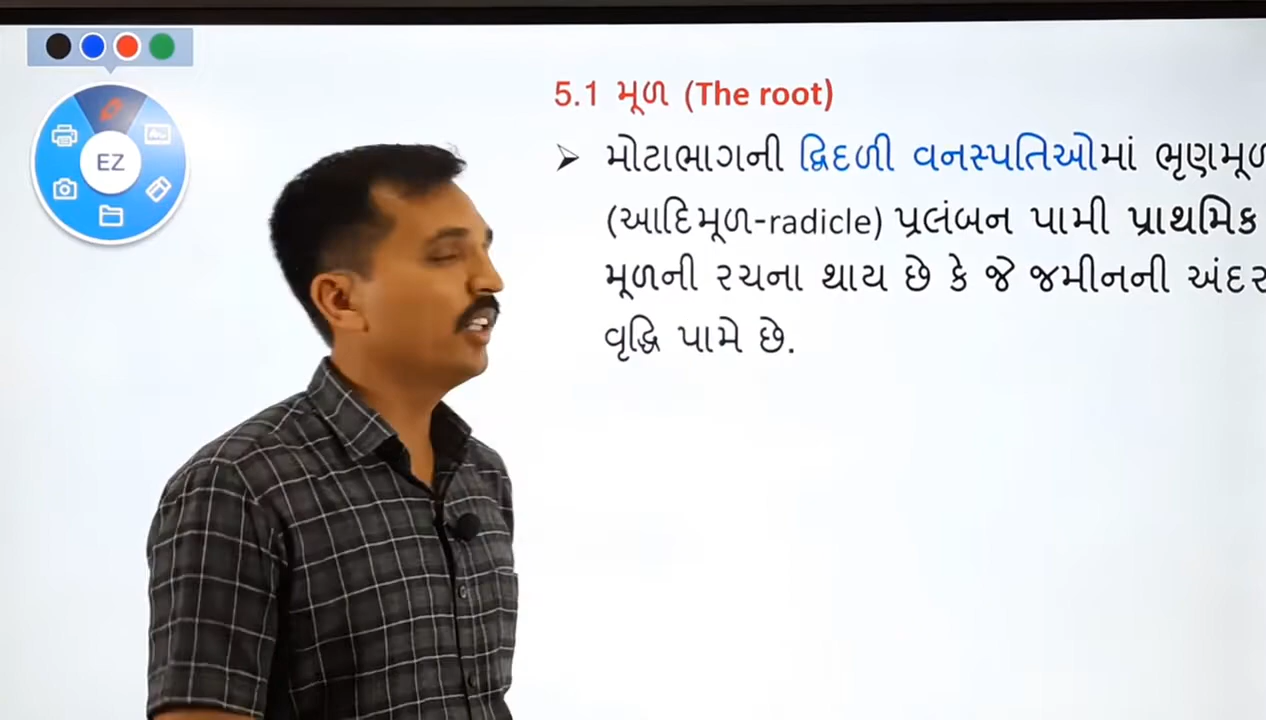 EZ
5.1 મૂળ (The root)
➢ મોટાભાગની દ્વિદળી વનસ્પતિઓમાં ભૃણમૂળ
(આદિમૂળ-radicle) પ્રલંબન પામી પ્રાથમિક
મૂળની રચના થાય છે કે જે જમીનની અંદર
વૃદ્ધિ પામે છે.